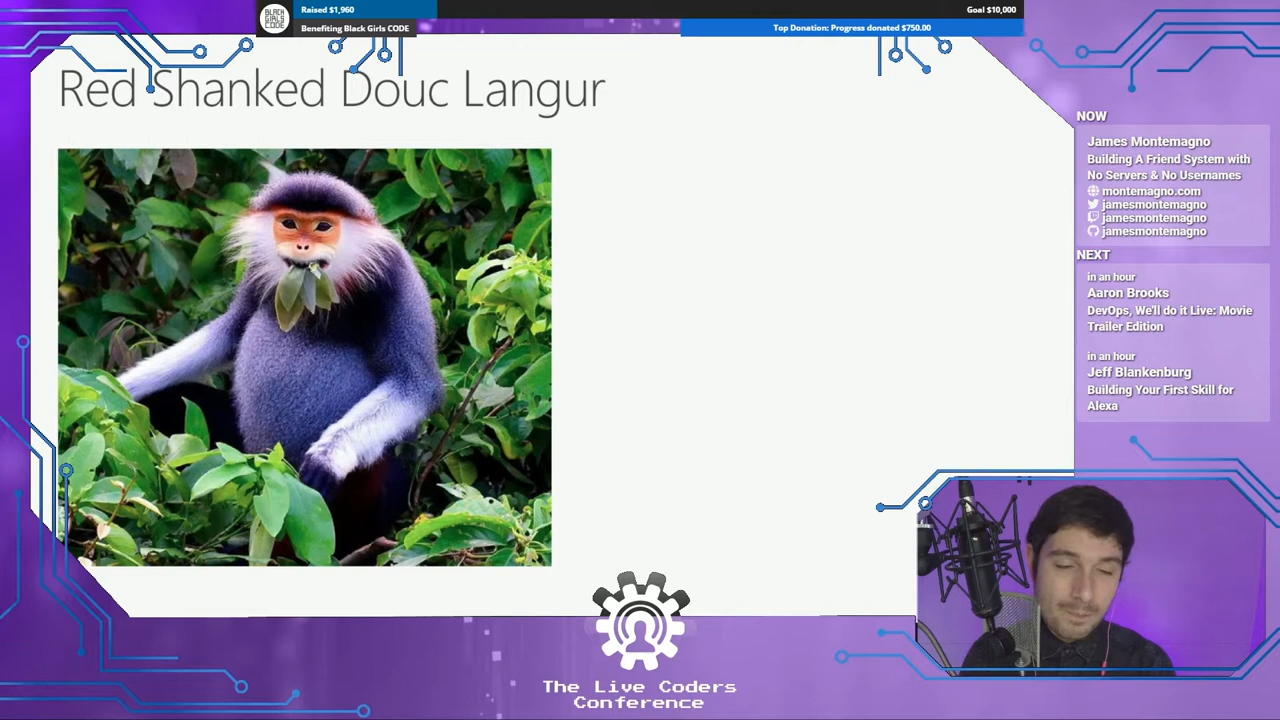 BLACK GIRLS CODE
Raised $1,960
Goal $10,000
Benefiting Black Girls CODE
Top Donation: Progress donated $750.00
Red Shanked Douc Langur
NOW
James Montemagno
Building A Friend System with
No Servers & No Usernames
montemagno.com
jamesmontemagno
jamesmontemagno
jamesmontemagno
NEXT
in an hour
Aaron Brooks
DevOps, We'll do it Live: Movie
Trailer Edition
in an hour
Jeff Blankenburg
Building Your First Skill for
Alexa
The Live Coders
Conference